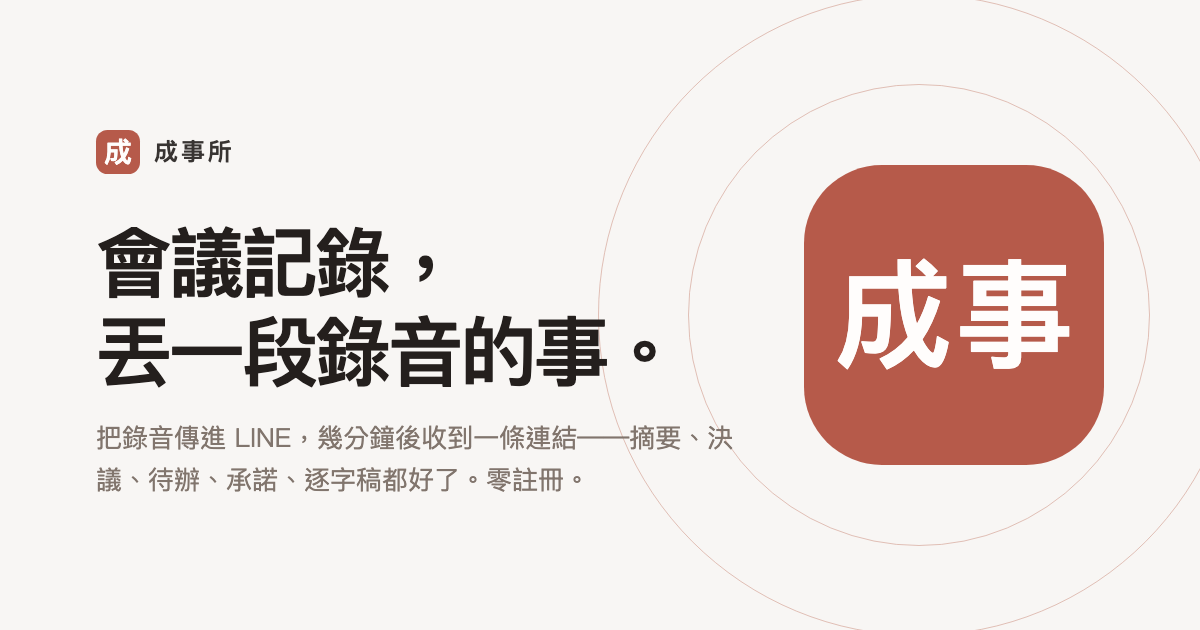 成 成事所
會議記錄，
丟一段錄音的事。
把錄音傳進 LINE，幾分鐘後收到一條連結——摘要、決
議、待辦、承諾、逐字稿都好了。零註冊。
成事